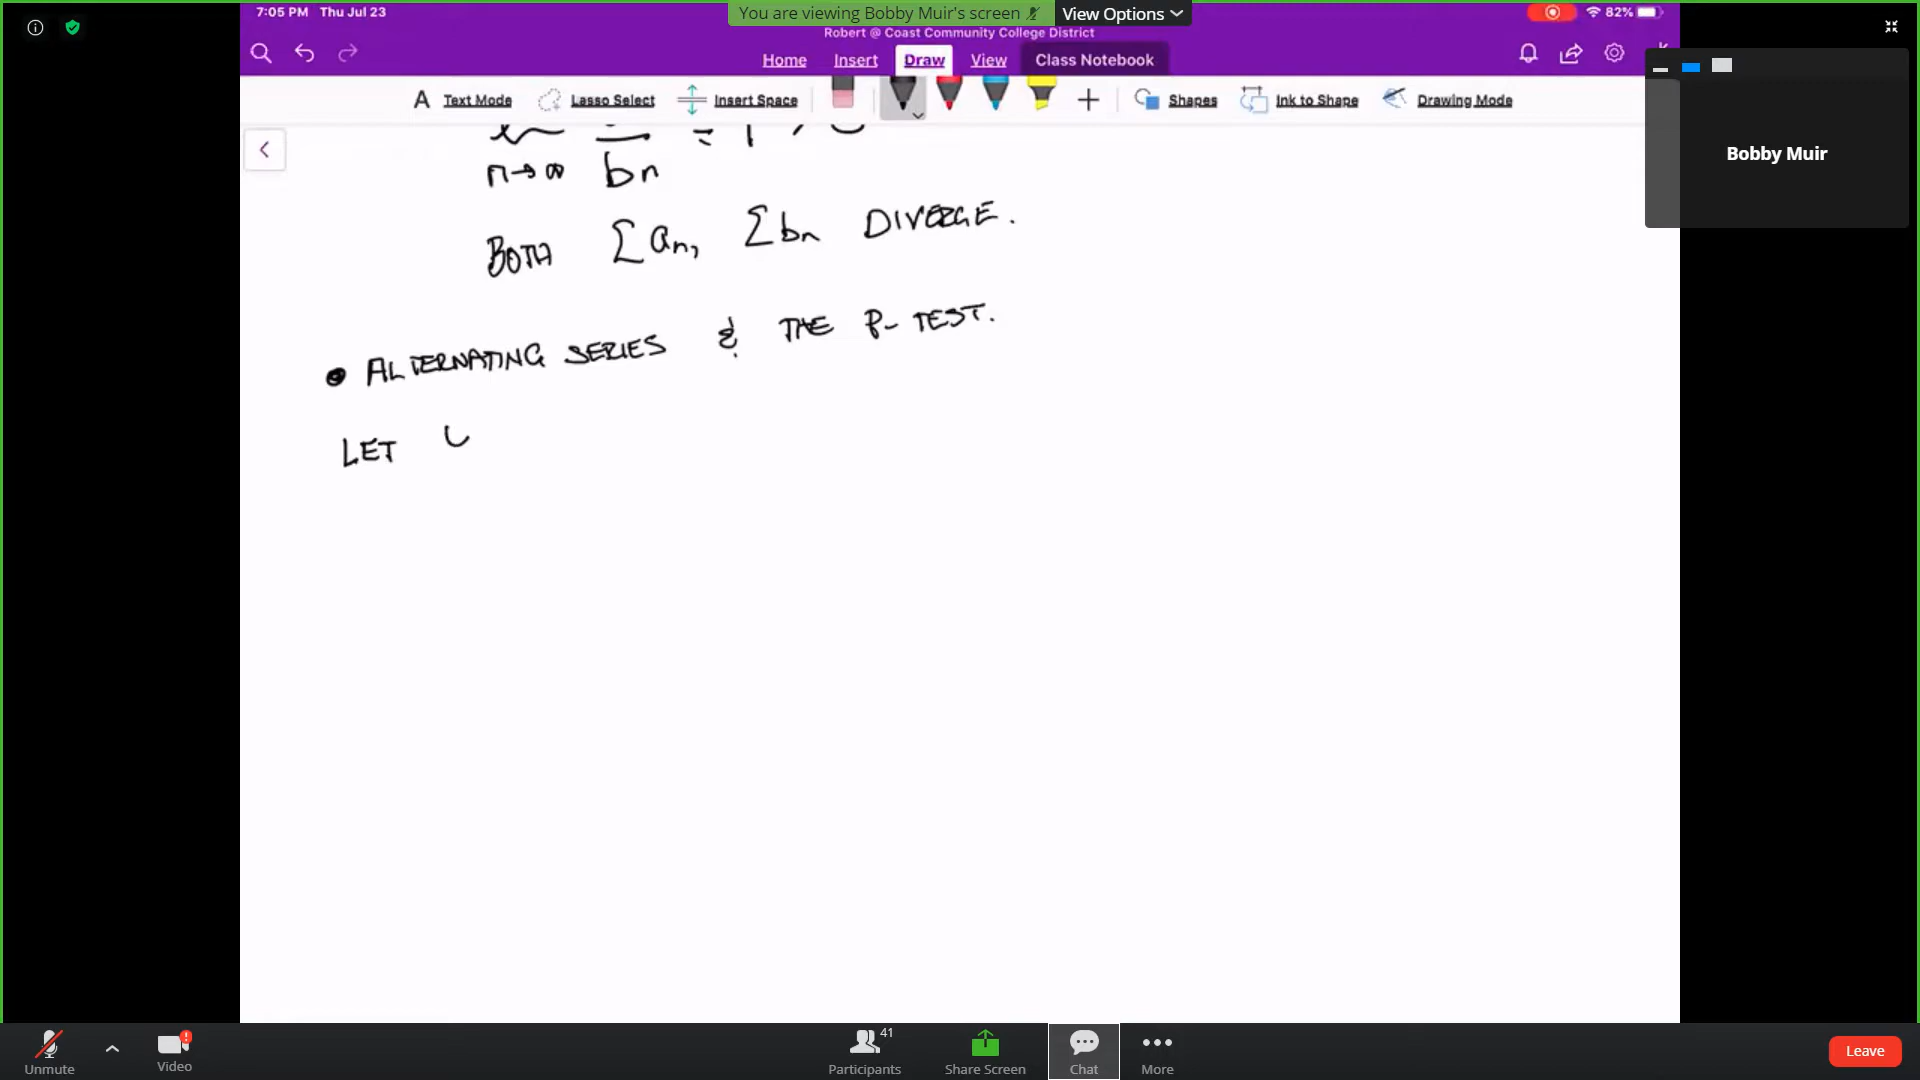 7:05 PM Thu Jul 23
You are viewing Bobby Muir's screen
View Options
82%
Robert @ Coast Community College District
Home Insert Draw View Class Notebook
A Text Mode Lasso Select Insert Space Shapes Ink to Shape Drawing Mode
Bobby Muir
n→∞ bn
BOTH ∑an, ∑bn DIVERGE.
• ALTERNATING SERIES & THE P-TEST.
LET
Unmute
Video
Participants 41
Share Screen
Chat
More
Leave